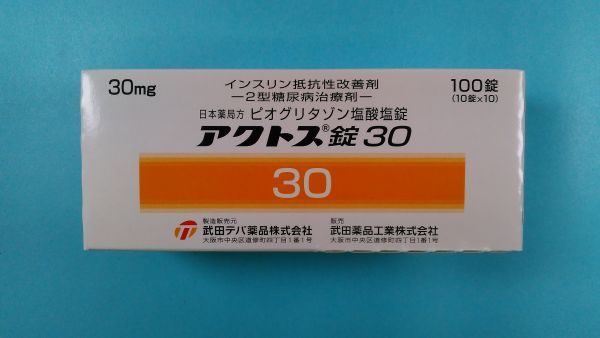 30mg
インスリン抵抗性改善剤
―2型糖尿病治療剤―
100錠
(10錠×10)
日本薬局方 ピオグリタゾン塩酸塩錠
アクトス®錠30
30
製造販売元
武田テバ薬品株式会社
大阪市中央区道修町四丁目1番1号
販売
武田薬品工業株式会社
大阪市中央区道修町四丁目1番1号